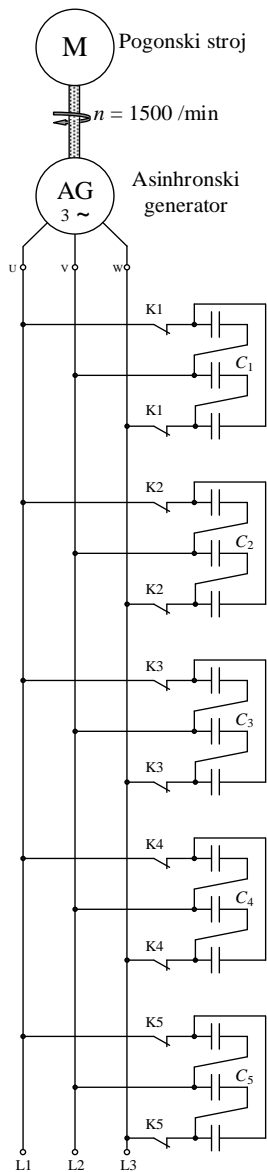 M
Pogonski stroj
n = 1500 /min
AG
3 ~
Asinhronski
generator
U
V
W
K1
C1
K1
K2
C2
K2
K3
C3
K3
K4
C4
K4
K5
C5
K5
L1
L2
L3